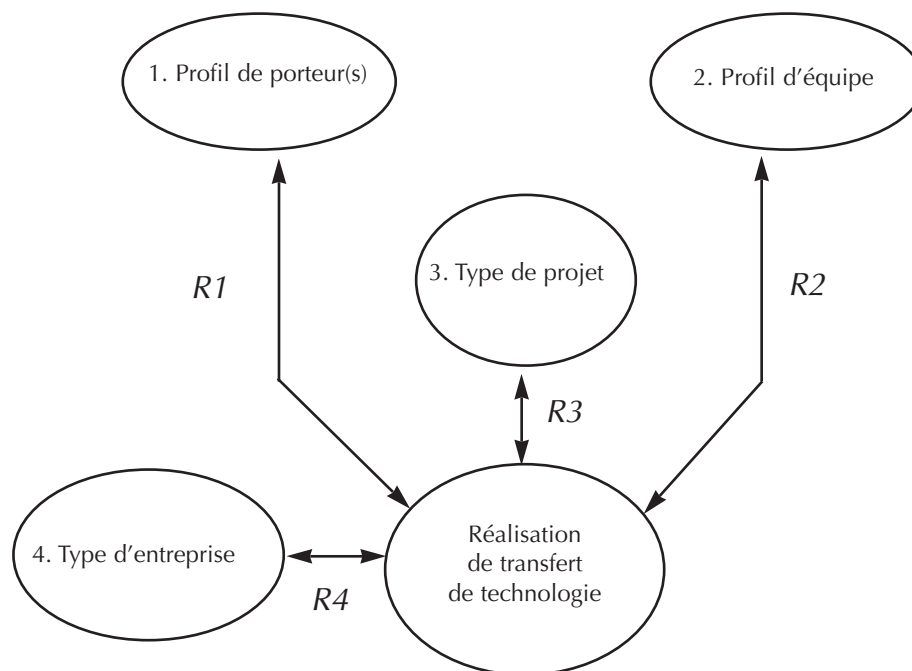 1. Profil de porteur(s)
2. Profil d’équipe
3. Type de projet
R1
R2
R3
4. Type d’entreprise
R4
Réalisation
de transfert
de technologie